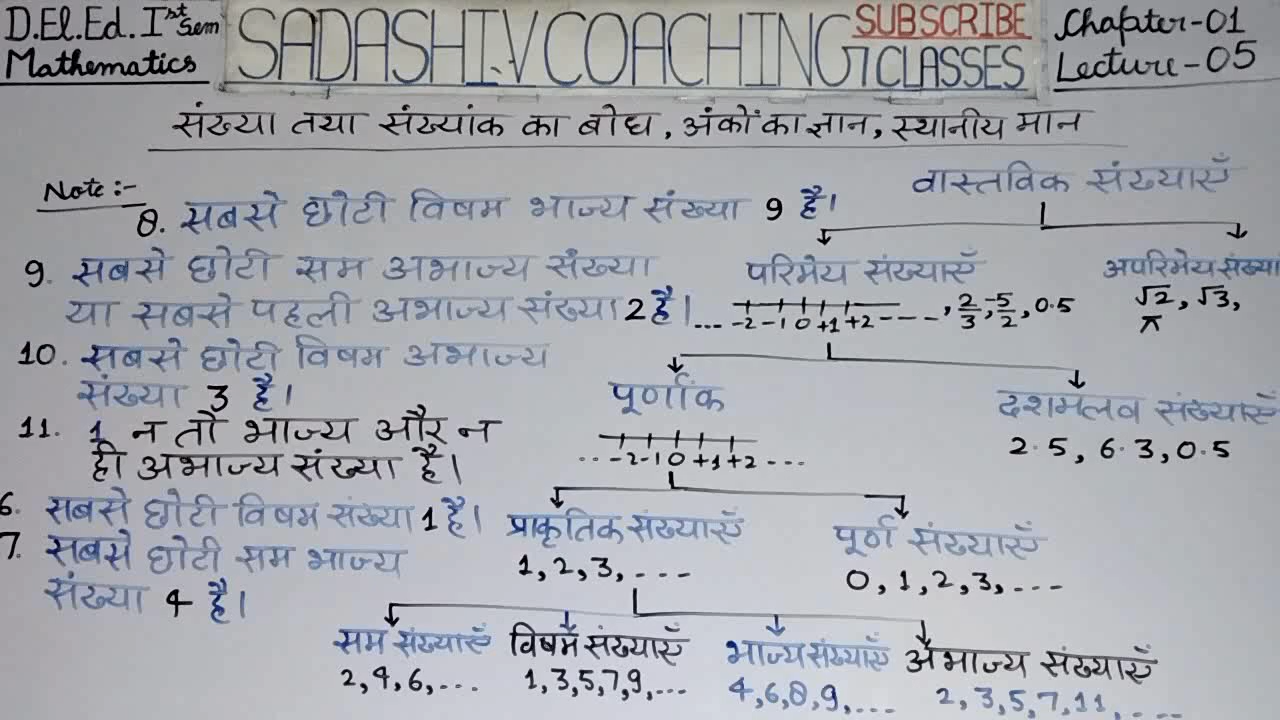 D.El.Ed. Ist Sem
Mathematics
SADASHIV COACHING CLASSES
SUBSCRIBE
Chapter-01
Lecture-05
संख्या तथा संख्यांक का बोध, अंकों का ज्ञान, स्थानीय मान
Note:-
8. सबसे छोटी विषम भाज्य संख्या 9 है।
9. सबसे छोटी सम अभाज्य संख्या
या सबसे पहली अभाज्य संख्या 2 है।
10. सबसे छोटी विषम अभाज्य
संख्या 3 है।
11. 1 न तो भाज्य और न
ही अभाज्य संख्या है।
6. सबसे छोटी विषम संख्या 1 है।
7. सबसे छोटी सम भाज्य
संख्या 4 है।
वास्तविक संख्याएँ
परिमेय संख्याएँ
... -2 -1 0 +1 +2 ----, 2/3, -5/2, 0.5
अपरिमेय संख्या
√2, √3,
π
पूर्णांक
... -2 -1 0 +1 +2 ...
दशमलव संख्याएँ
2.5, 6.3, 0.5
प्राकृतिक संख्याएँ
1, 2, 3, ----
पूर्ण संख्याएँ
0, 1, 2, 3, ----
सम संख्याएँ
2, 4, 6, ...
विषम संख्याएँ
1, 3, 5, 7, 9, ...
भाज्य संख्याएँ
4, 6, 8, 9, ...
अभाज्य संख्याएँ
2, 3, 5, 7, 11, ----